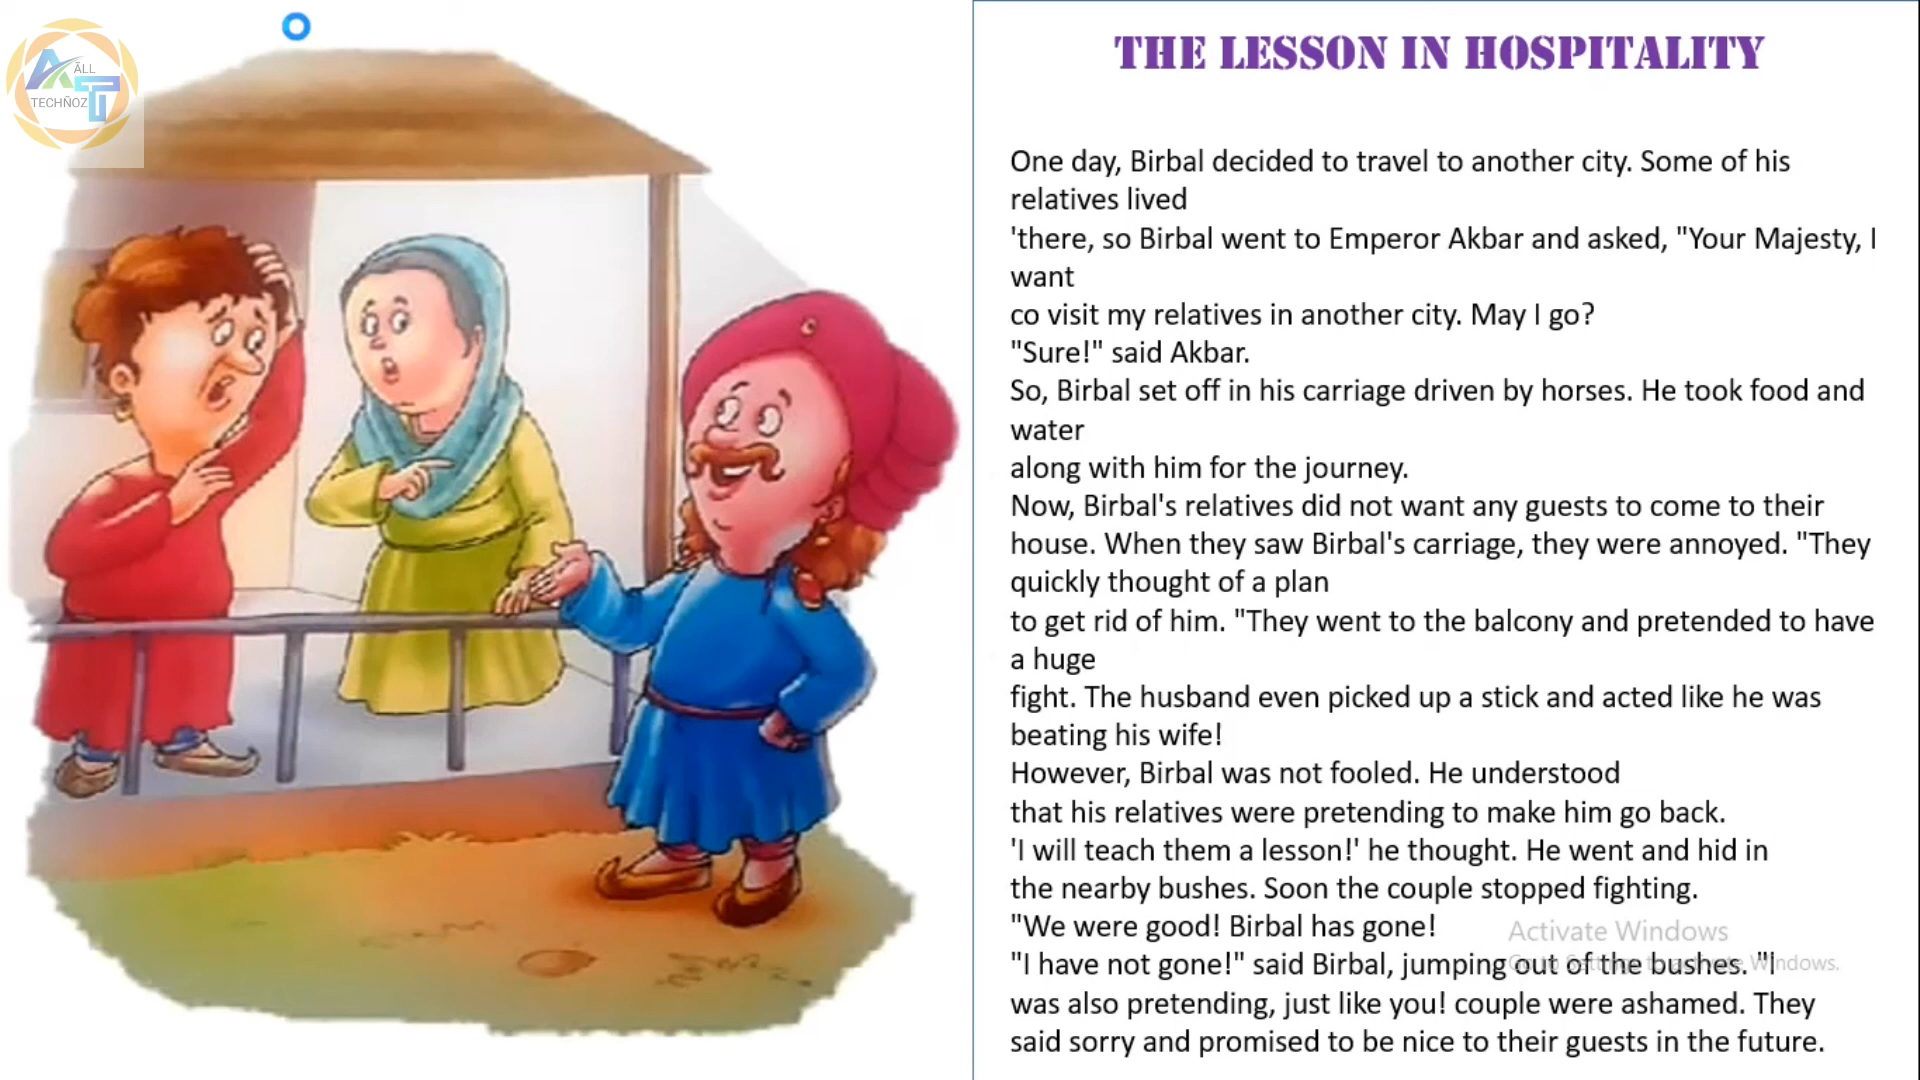 ALL
TECHÑOZ
THE LESSON IN HOSPITALITY
One day, Birbal decided to travel to another city. Some of his
relatives lived
'there, so Birbal went to Emperor Akbar and asked, "Your Majesty, I
want
co visit my relatives in another city. May I go?
"Sure!" said Akbar.
So, Birbal set off in his carriage driven by horses. He took food and
water
along with him for the journey.
Now, Birbal's relatives did not want any guests to come to their
house. When they saw Birbal's carriage, they were annoyed. "They
quickly thought of a plan
to get rid of him. "They went to the balcony and pretended to have
a huge
fight. The husband even picked up a stick and acted like he was
beating his wife!
However, Birbal was not fooled. He understood
that his relatives were pretending to make him go back.
'I will teach them a lesson!' he thought. He went and hid in
the nearby bushes. Soon the couple stopped fighting.
"We were good! Birbal has gone!
"I have not gone!" said Birbal, jumping out of the bushes. "I
was also pretending, just like you! couple were ashamed. They
said sorry and promised to be nice to their guests in the future.
Activate Windows
Go to Settings to activate Windows.